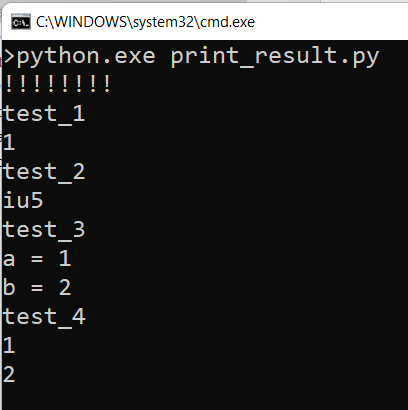 C:\WINDOWS\system32\cmd.exe
>python.exe print_result.py
!!!!!!!!
test_1
1
test_2
iu5
test_3
a = 1
b = 2
test_4
1
2